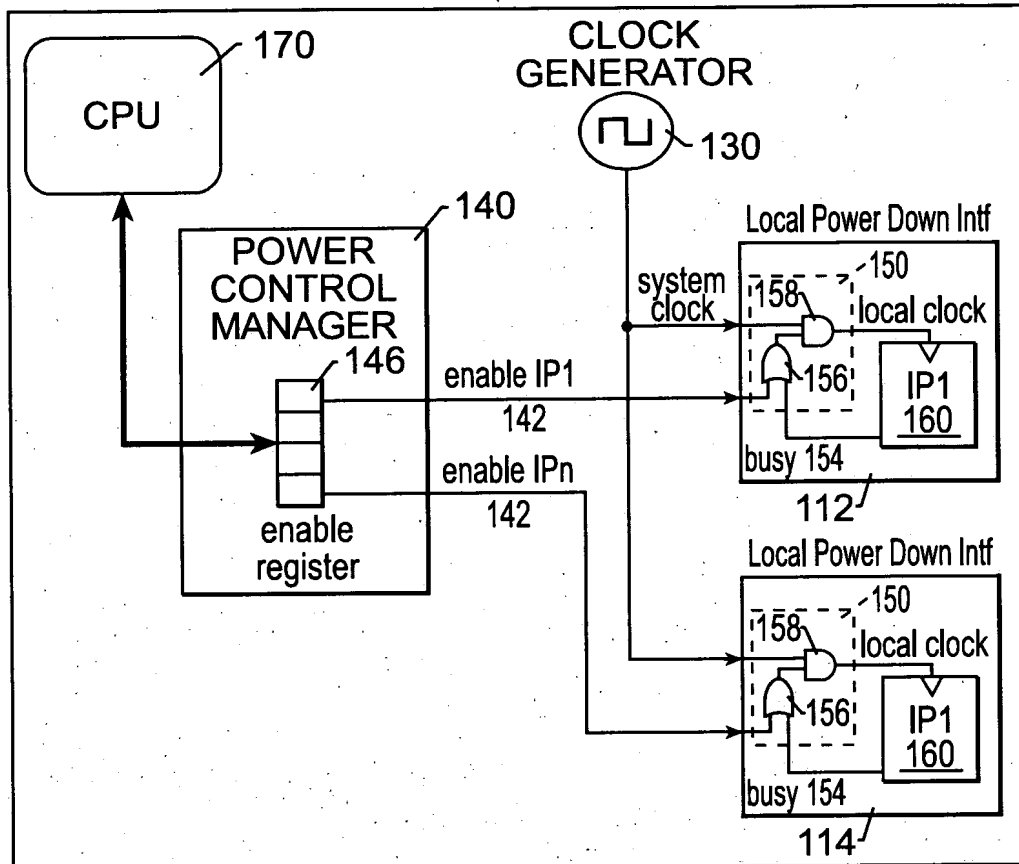 170
CPU
CLOCK
GENERATOR
130
140
POWER
CONTROL
MANAGER
146
enable
register
enable IP1
142
enable IPn
142
system
clock
Local Power Down Intf
150
158
local clock
156
IP1
160
busy 154
112
Local Power Down Intf
150
158
local clock
156
IP1
160
busy 154
114